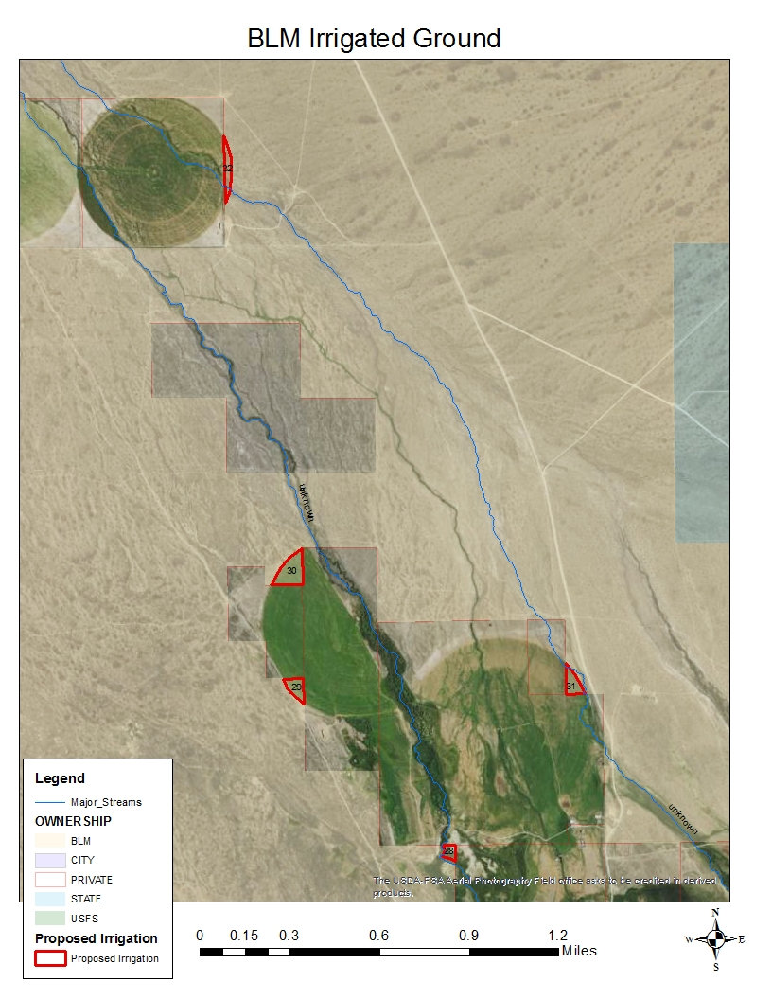 BLM Irrigated Ground
32
unknown
30
29
31
unknown
28
The USDA-FSA Aerial Photography Field office asks to be credited in derived
products.
Legend
Major_Streams
OWNERSHIP
BLM
CITY
PRIVATE
STATE
USFS
Proposed Irrigation
Proposed Irrigation
0 0.15 0.3 0.6 0.9 1.2
Miles
N
W E
S